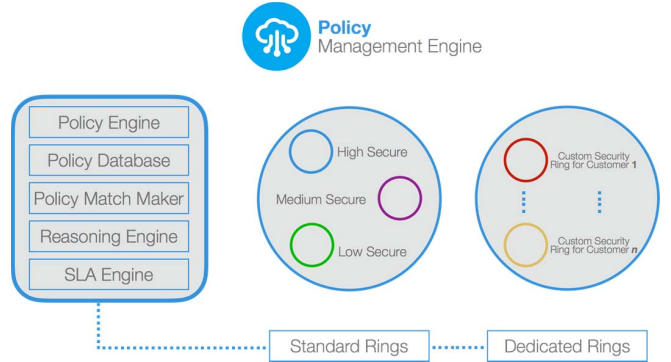 Policy
Management Engine
Policy Engine
Policy Database
Policy Match Maker
Reasoning Engine
SLA Engine
High Secure
Medium Secure
Low Secure
Custom Security
Ring for Customer 1
Custom Security
Ring for Customer n
Standard Rings
Dedicated Rings